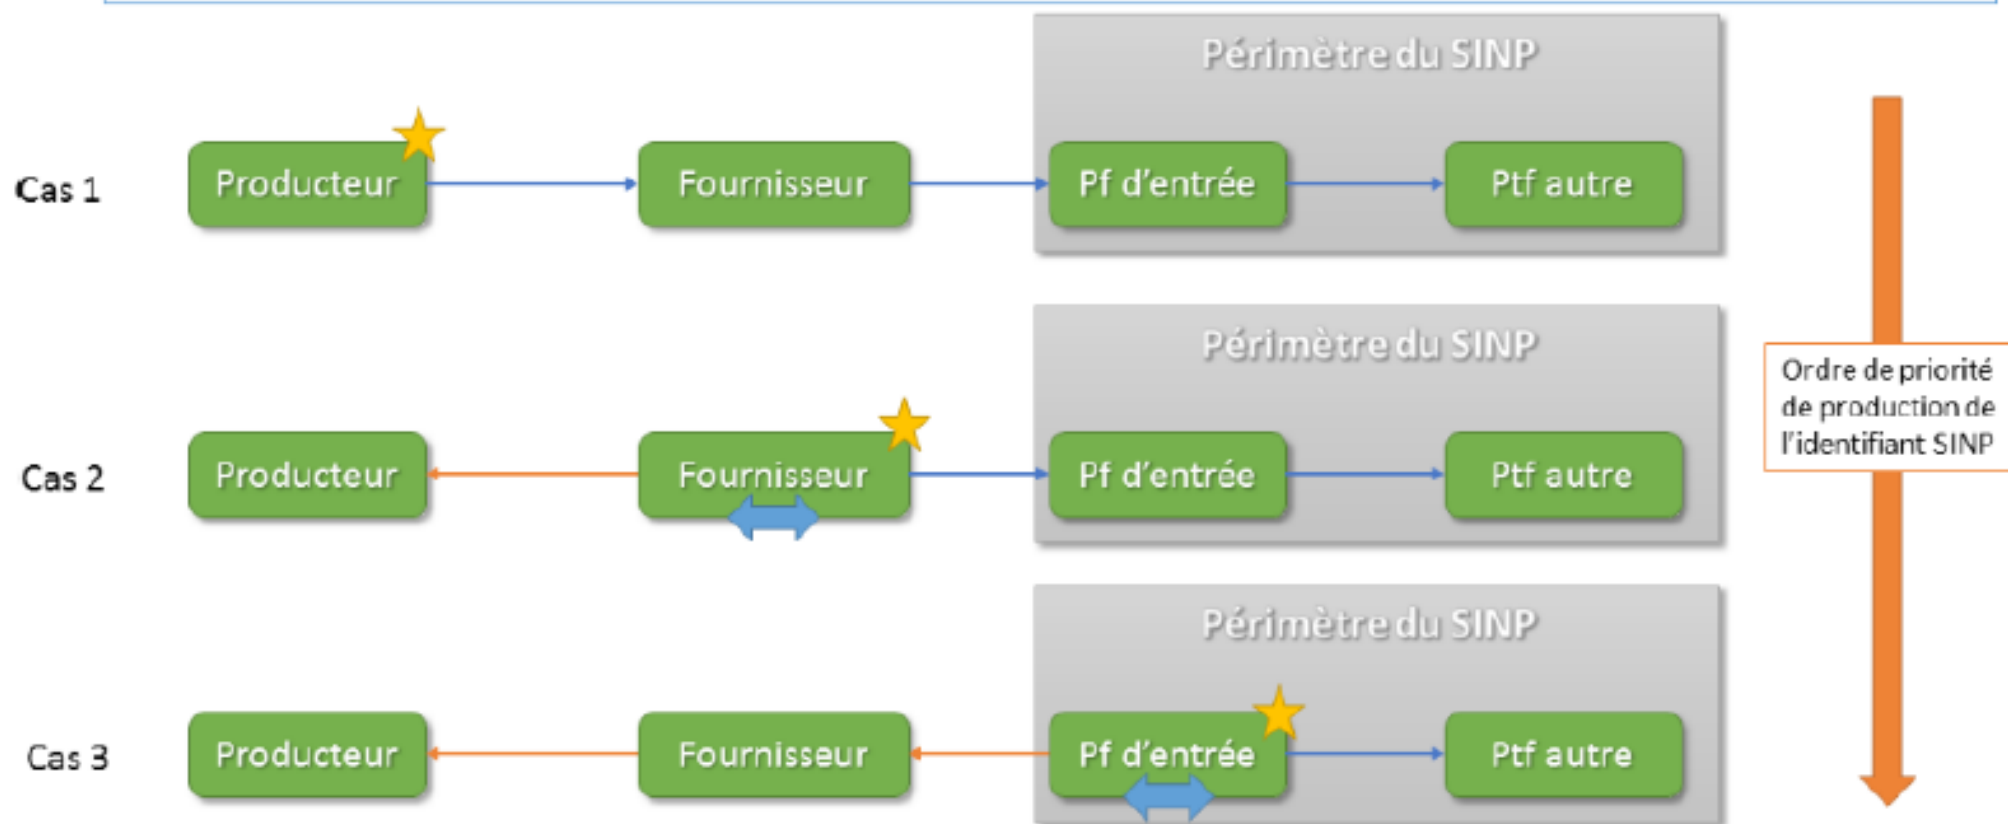 Périmètre du SINP
Cas 1
Producteur
Fournisseur
Pf d'entrée
Ptf autre
Périmètre du SINP
Ordre de priorité
de production de
l'identifiant SINP
Cas 2
Producteur
Fournisseur
Pf d'entrée
Ptf autre
Périmètre du SINP
Cas 3
Producteur
Fournisseur
Pf d'entrée
Ptf autre